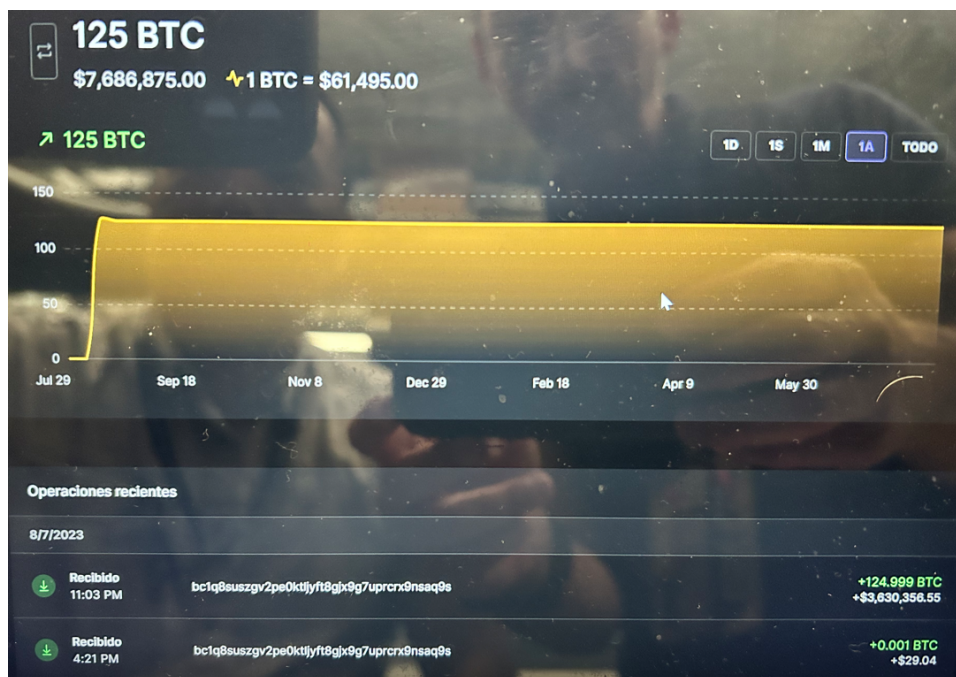 125 BTC
$7,686,875.00 1 BTC = $61,495.00
125 BTC
1D 1S 1M 1A TODO
150
100
50
0
Jul 29 Sep 18 Nov 8 Dec 29 Feb 18 Apr 9 May 30
Operaciones recientes
8/7/2023
Recibido
11:03 PM
bc1q8suszgv2pe0ktljyft8gjx9g7uprcrx9nsaq9s
+124.999 BTC
+$3,630,356.55
Recibido
4:21 PM
bc1q8suszgv2pe0ktljyft8gjx9g7uprcrx9nsaq9s
+0.001 BTC
+$29.04